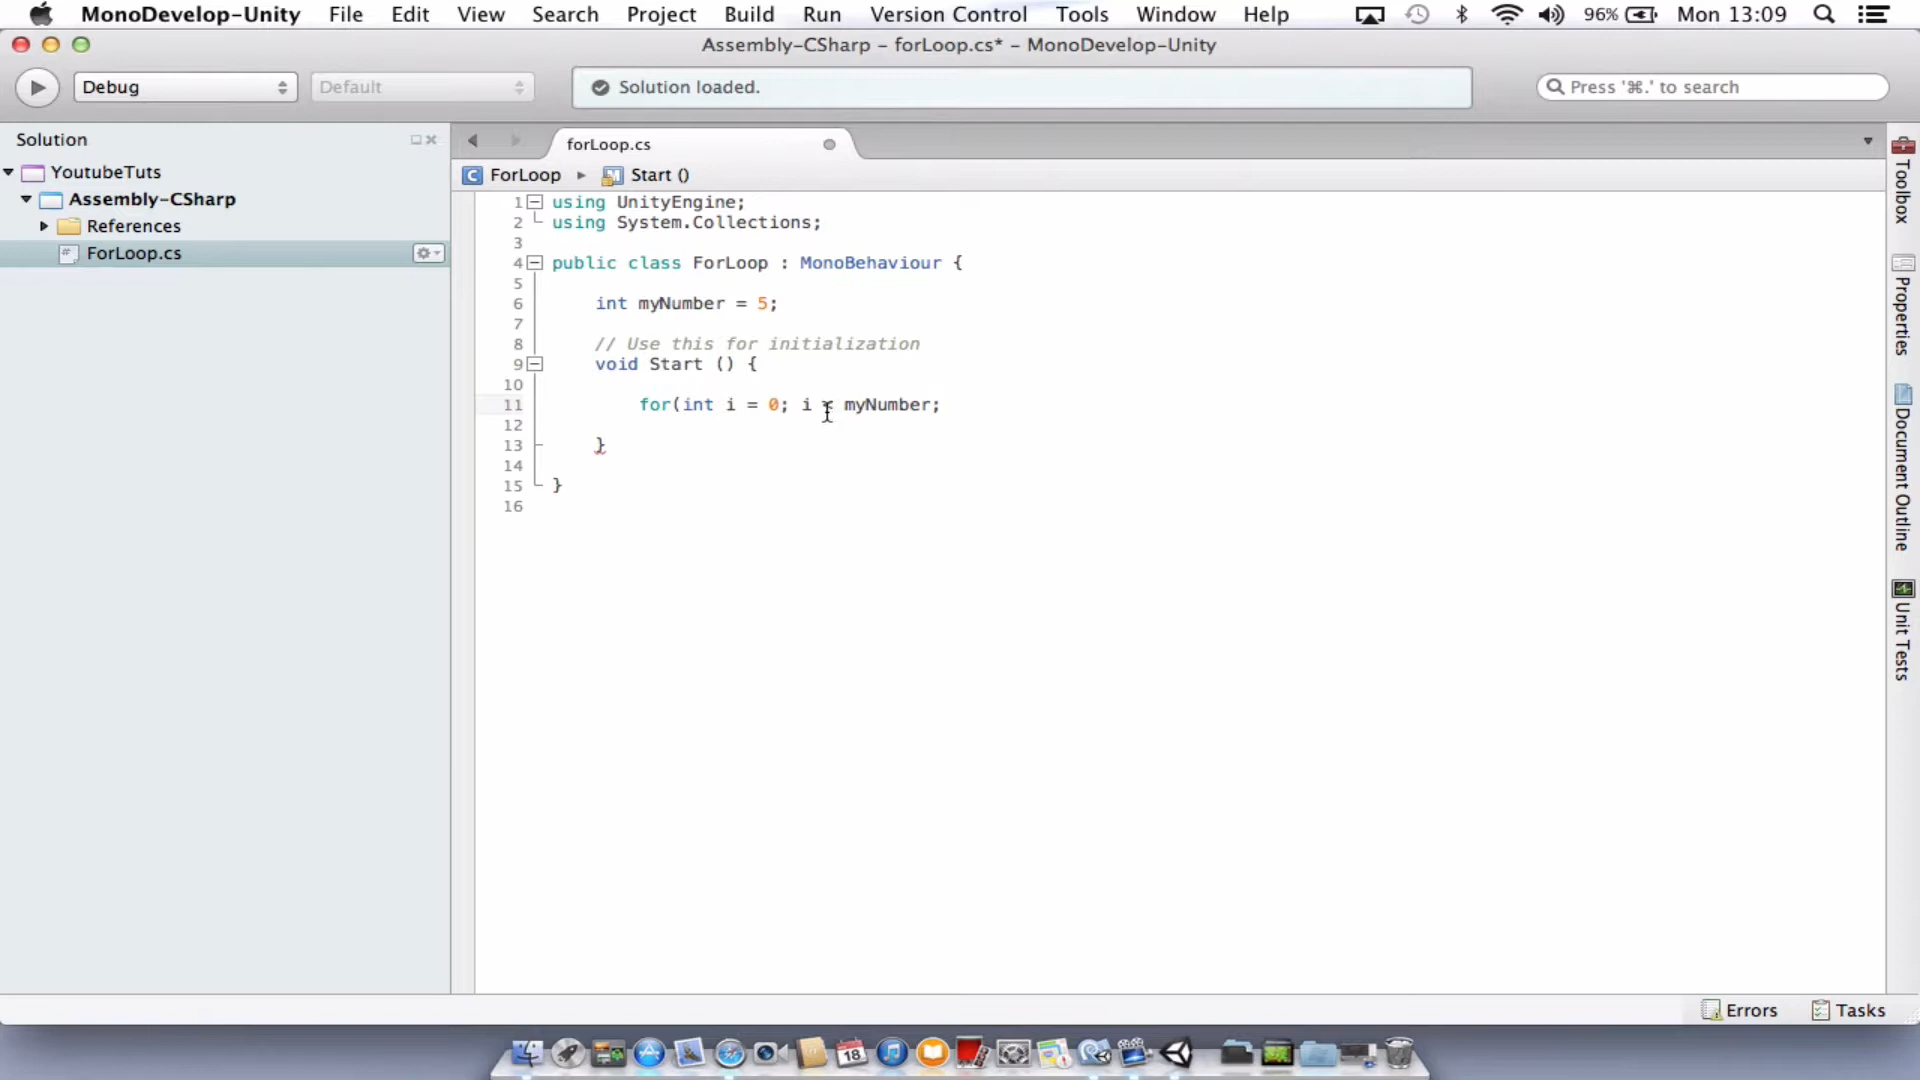 MonoDevelop-Unity File Edit View Search Project Build Run Version Control Tools Window Help 96% Mon 13:09
Assembly-CSharp – forLoop.cs* – MonoDevelop-Unity
Debug Default Solution loaded. Press '⌘.' to search
Solution
YoutubeTuts
Assembly-CSharp
References
ForLoop.cs
forLoop.cs
C ForLoop Start ()
1 using UnityEngine;
2 using System.Collections;
3
4 public class ForLoop : MonoBehaviour {
5
6 int myNumber = 5;
7
8 // Use this for initialization
9 void Start () {
10
11 for(int i = 0; i < myNumber;
12
13 }
14
15 }
16
Toolbox
Properties
Document Outline
Unit Tests
Errors Tasks
18